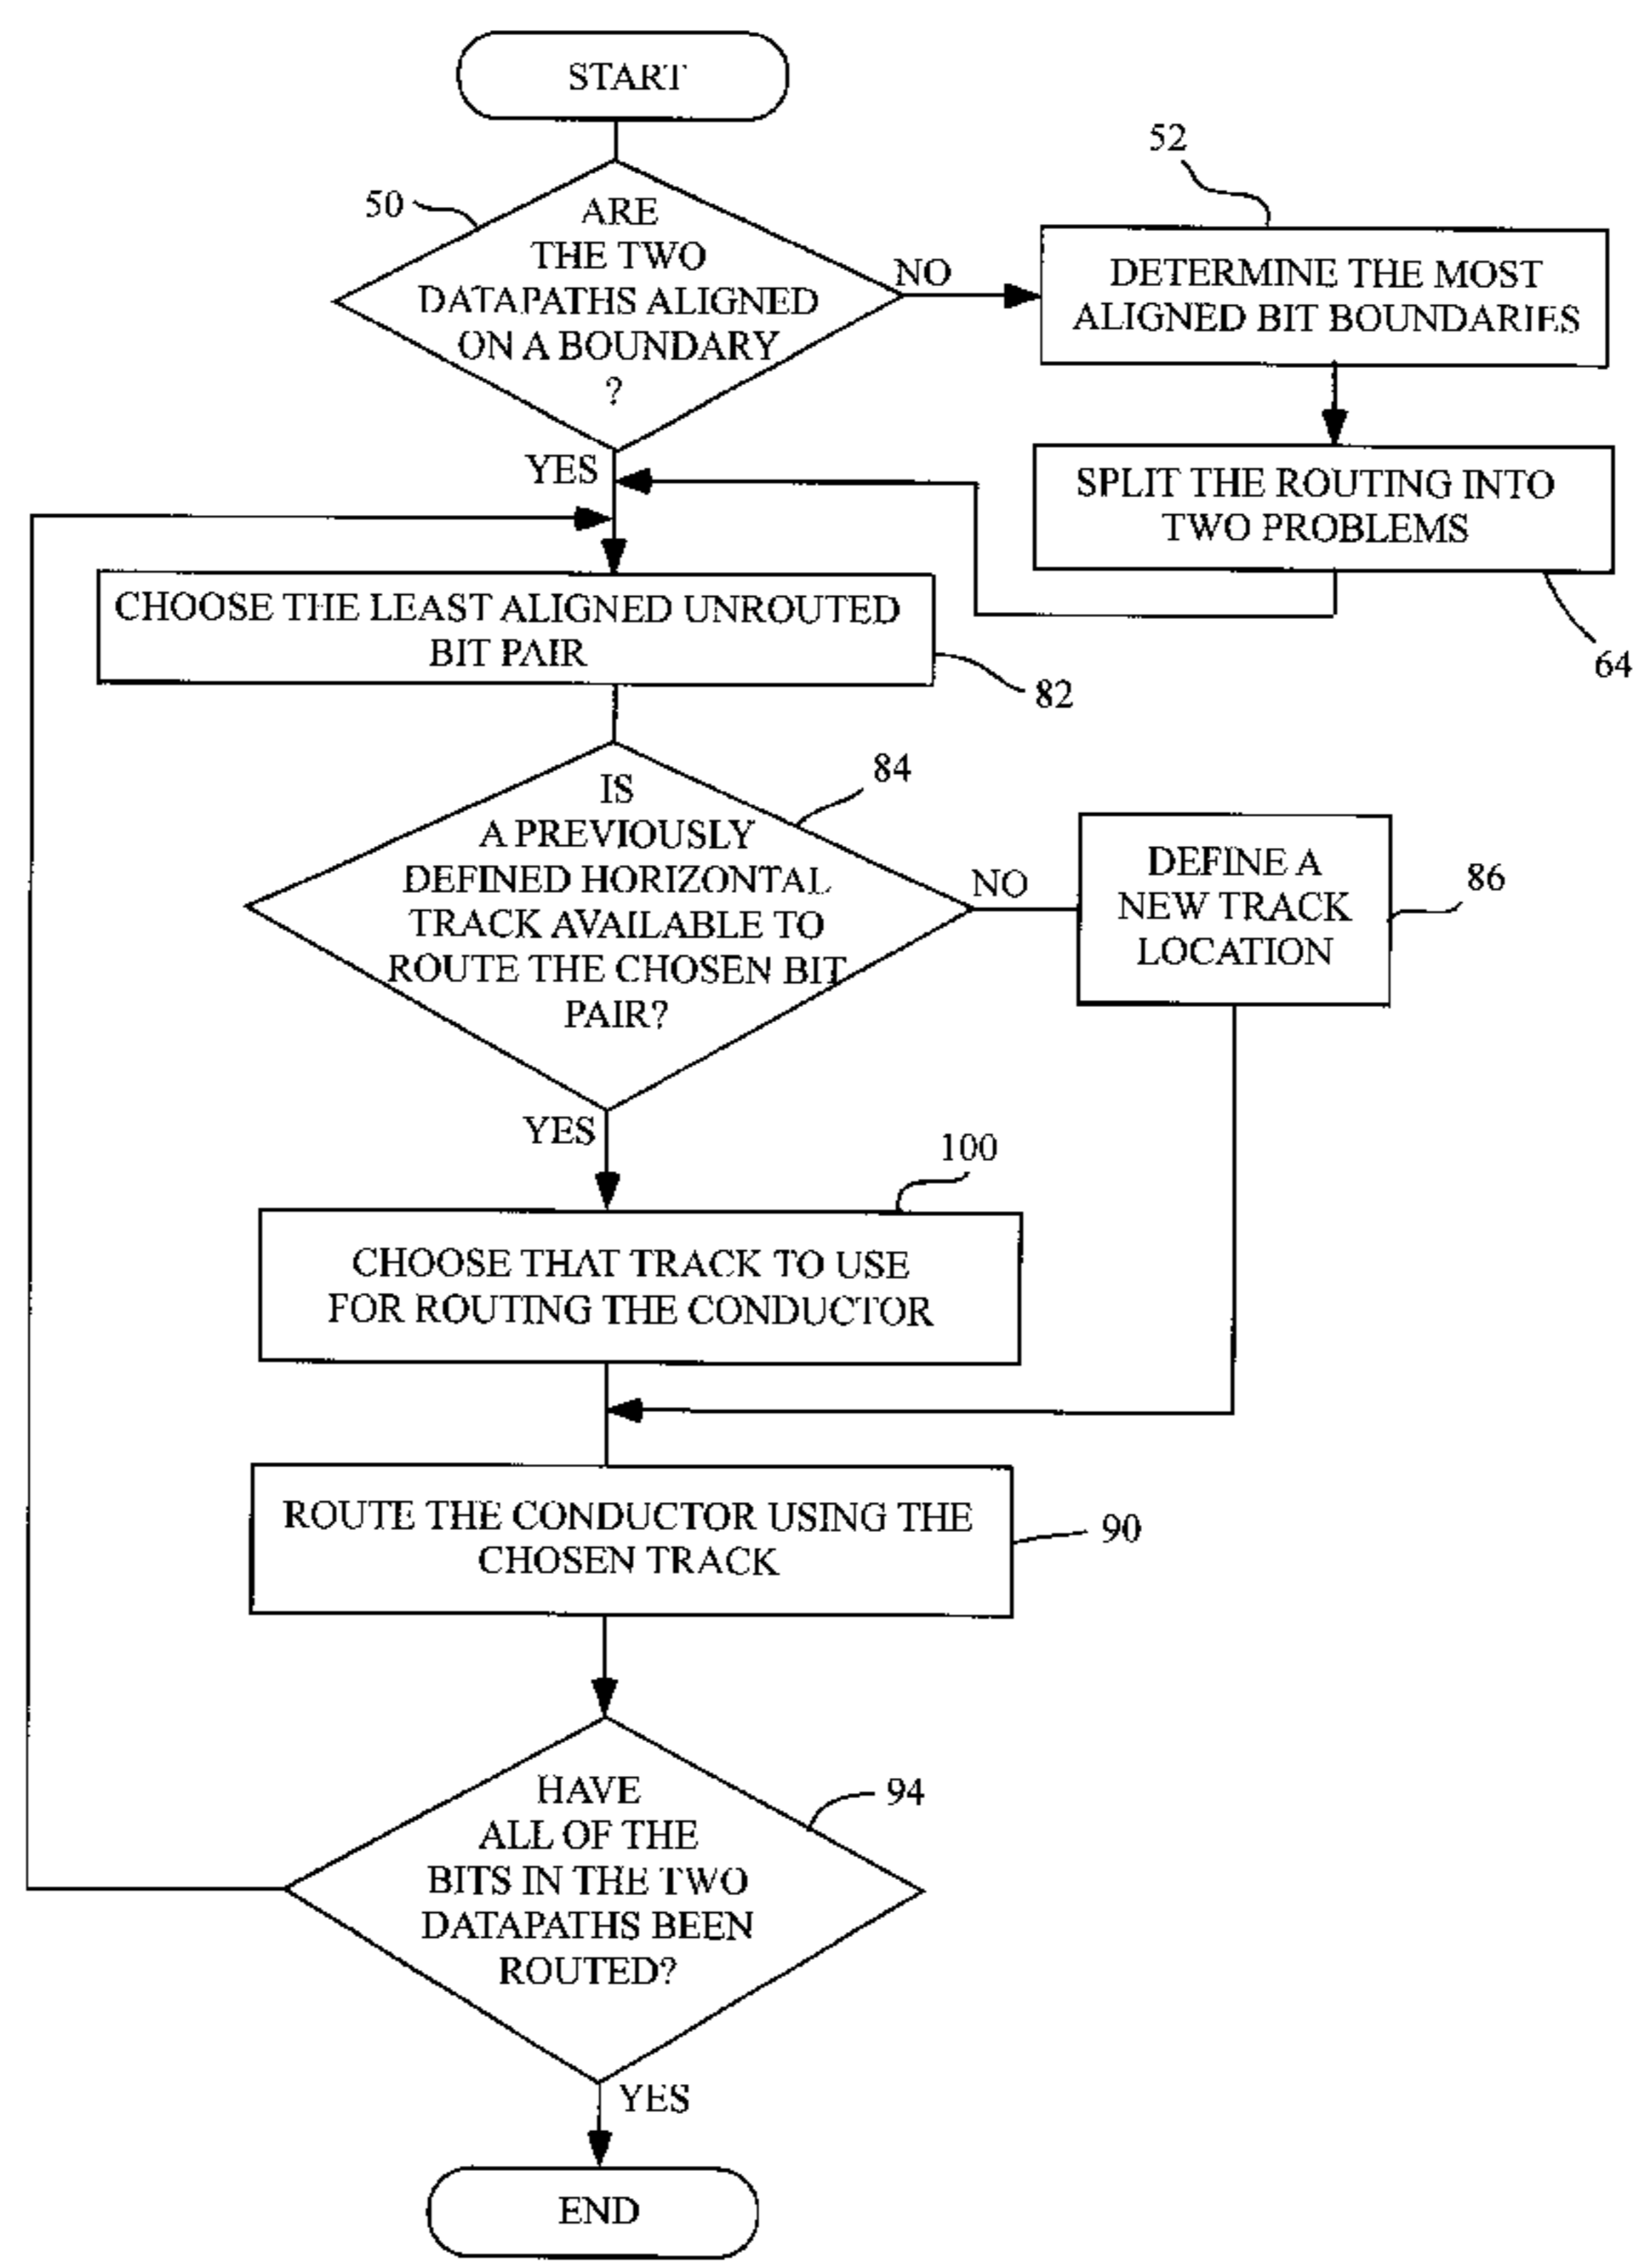 START
50
ARE
THE TWO
DATAPATHS ALIGNED
ON A BOUNDARY
?
NO
52
DETERMINE THE MOST
ALIGNED BIT BOUNDARIES
YES
SPLIT THE ROUTING INTO
TWO PROBLEMS
64
CHOOSE THE LEAST ALIGNED UNROUTED
BIT PAIR
82
84
IS
A PREVIOUSLY
DEFINED HORIZONTAL
TRACK AVAILABLE TO
ROUTE THE CHOSEN BIT
PAIR?
NO
DEFINE A
NEW TRACK
LOCATION
86
YES
100
CHOOSE THAT TRACK TO USE
FOR ROUTING THE CONDUCTOR
ROUTE THE CONDUCTOR USING THE
CHOSEN TRACK
90
94
HAVE
ALL OF THE
BITS IN THE TWO
DATAPATHS BEEN
ROUTED?
YES
END